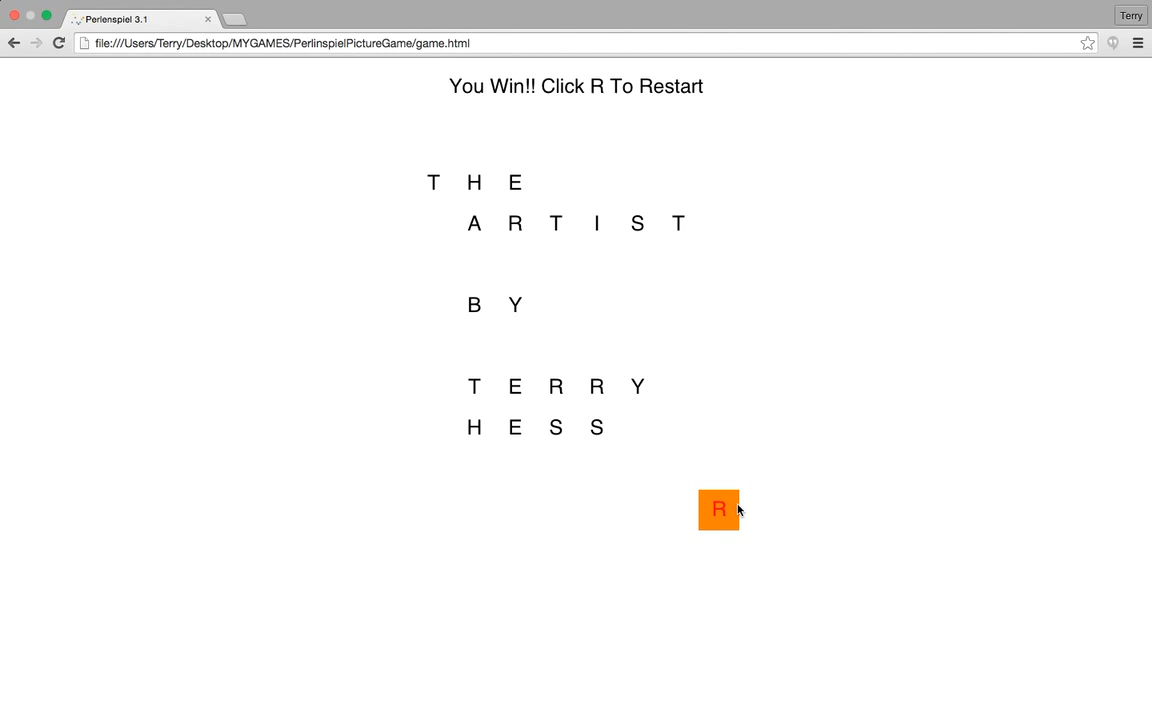 Perlenspiel 3.1
Terry
file:///Users/Terry/Desktop/MYGAMES/PerlinspielPictureGame/game.html
You Win!! Click R To Restart
T H E
A R T I S T
B Y
T E R R Y
H E S S
R